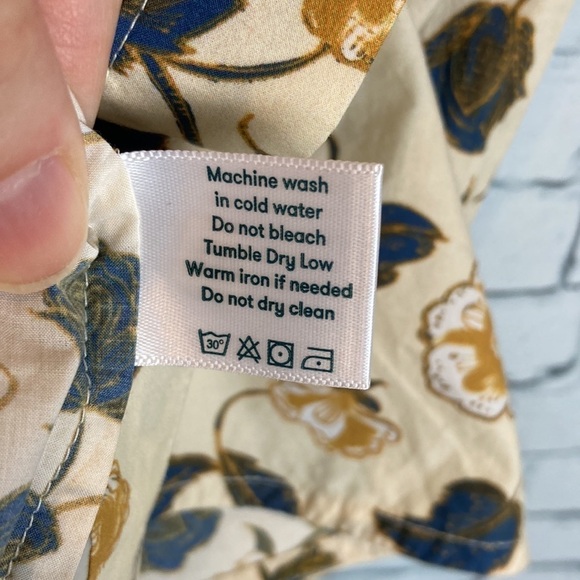 Machine wash
in cold water
Do not bleach
Tumble Dry Low
Warm iron if needed
Do not dry clean
30°